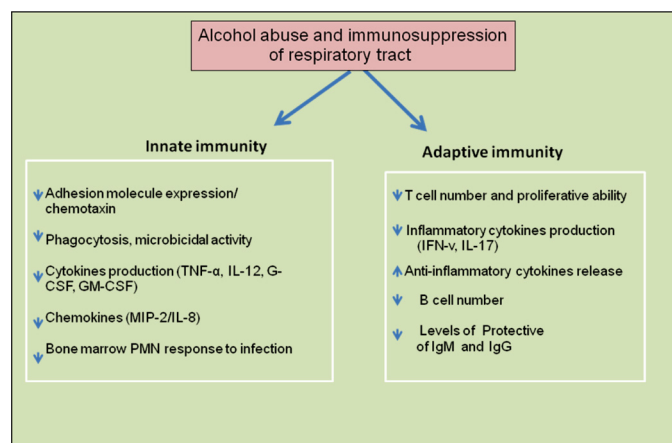 Alcohol abuse and immunosuppression
of respiratory tract
Innate immunity
Adhesion molecule expression/
chemotaxin
Phagocytosis, microbicidal activity
Cytokines production (TNF-α, IL-12, G-
CSF, GM-CSF)
Chemokines (MIP-2/IL-8)
Bone marrow PMN response to infection
Adaptive immunity
T cell number and proliferative ability
Inflammatory cytokines production
(IFN-v, IL-17)
Anti-inflammatory cytokines release
B cell number
Levels of Protective
of IgM and IgG